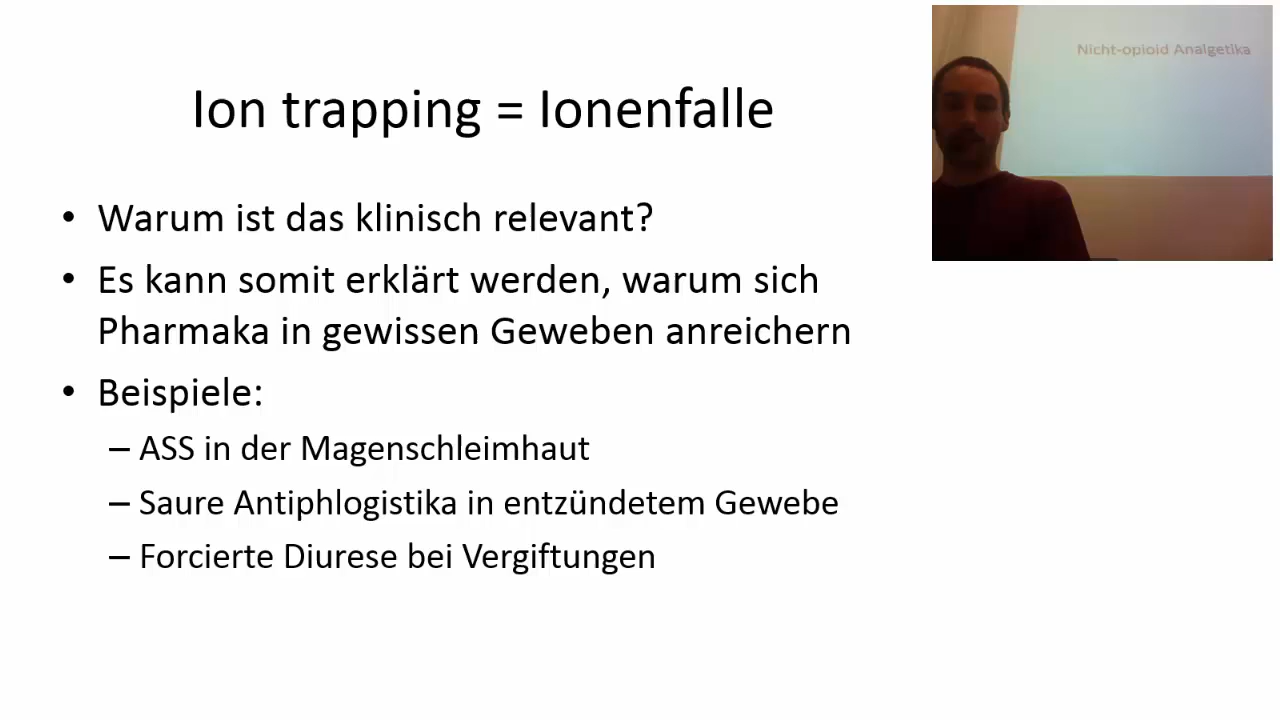 Ion trapping = Ionenfalle
Nicht-opioid Analgetika
• Warum ist das klinisch relevant?
• Es kann somit erklärt werden, warum sich
Pharmaka in gewissen Geweben anreichern
• Beispiele:
– ASS in der Magenschleimhaut
– Saure Antiphlogistika in entzündetem Gewebe
– Forcierte Diurese bei Vergiftungen